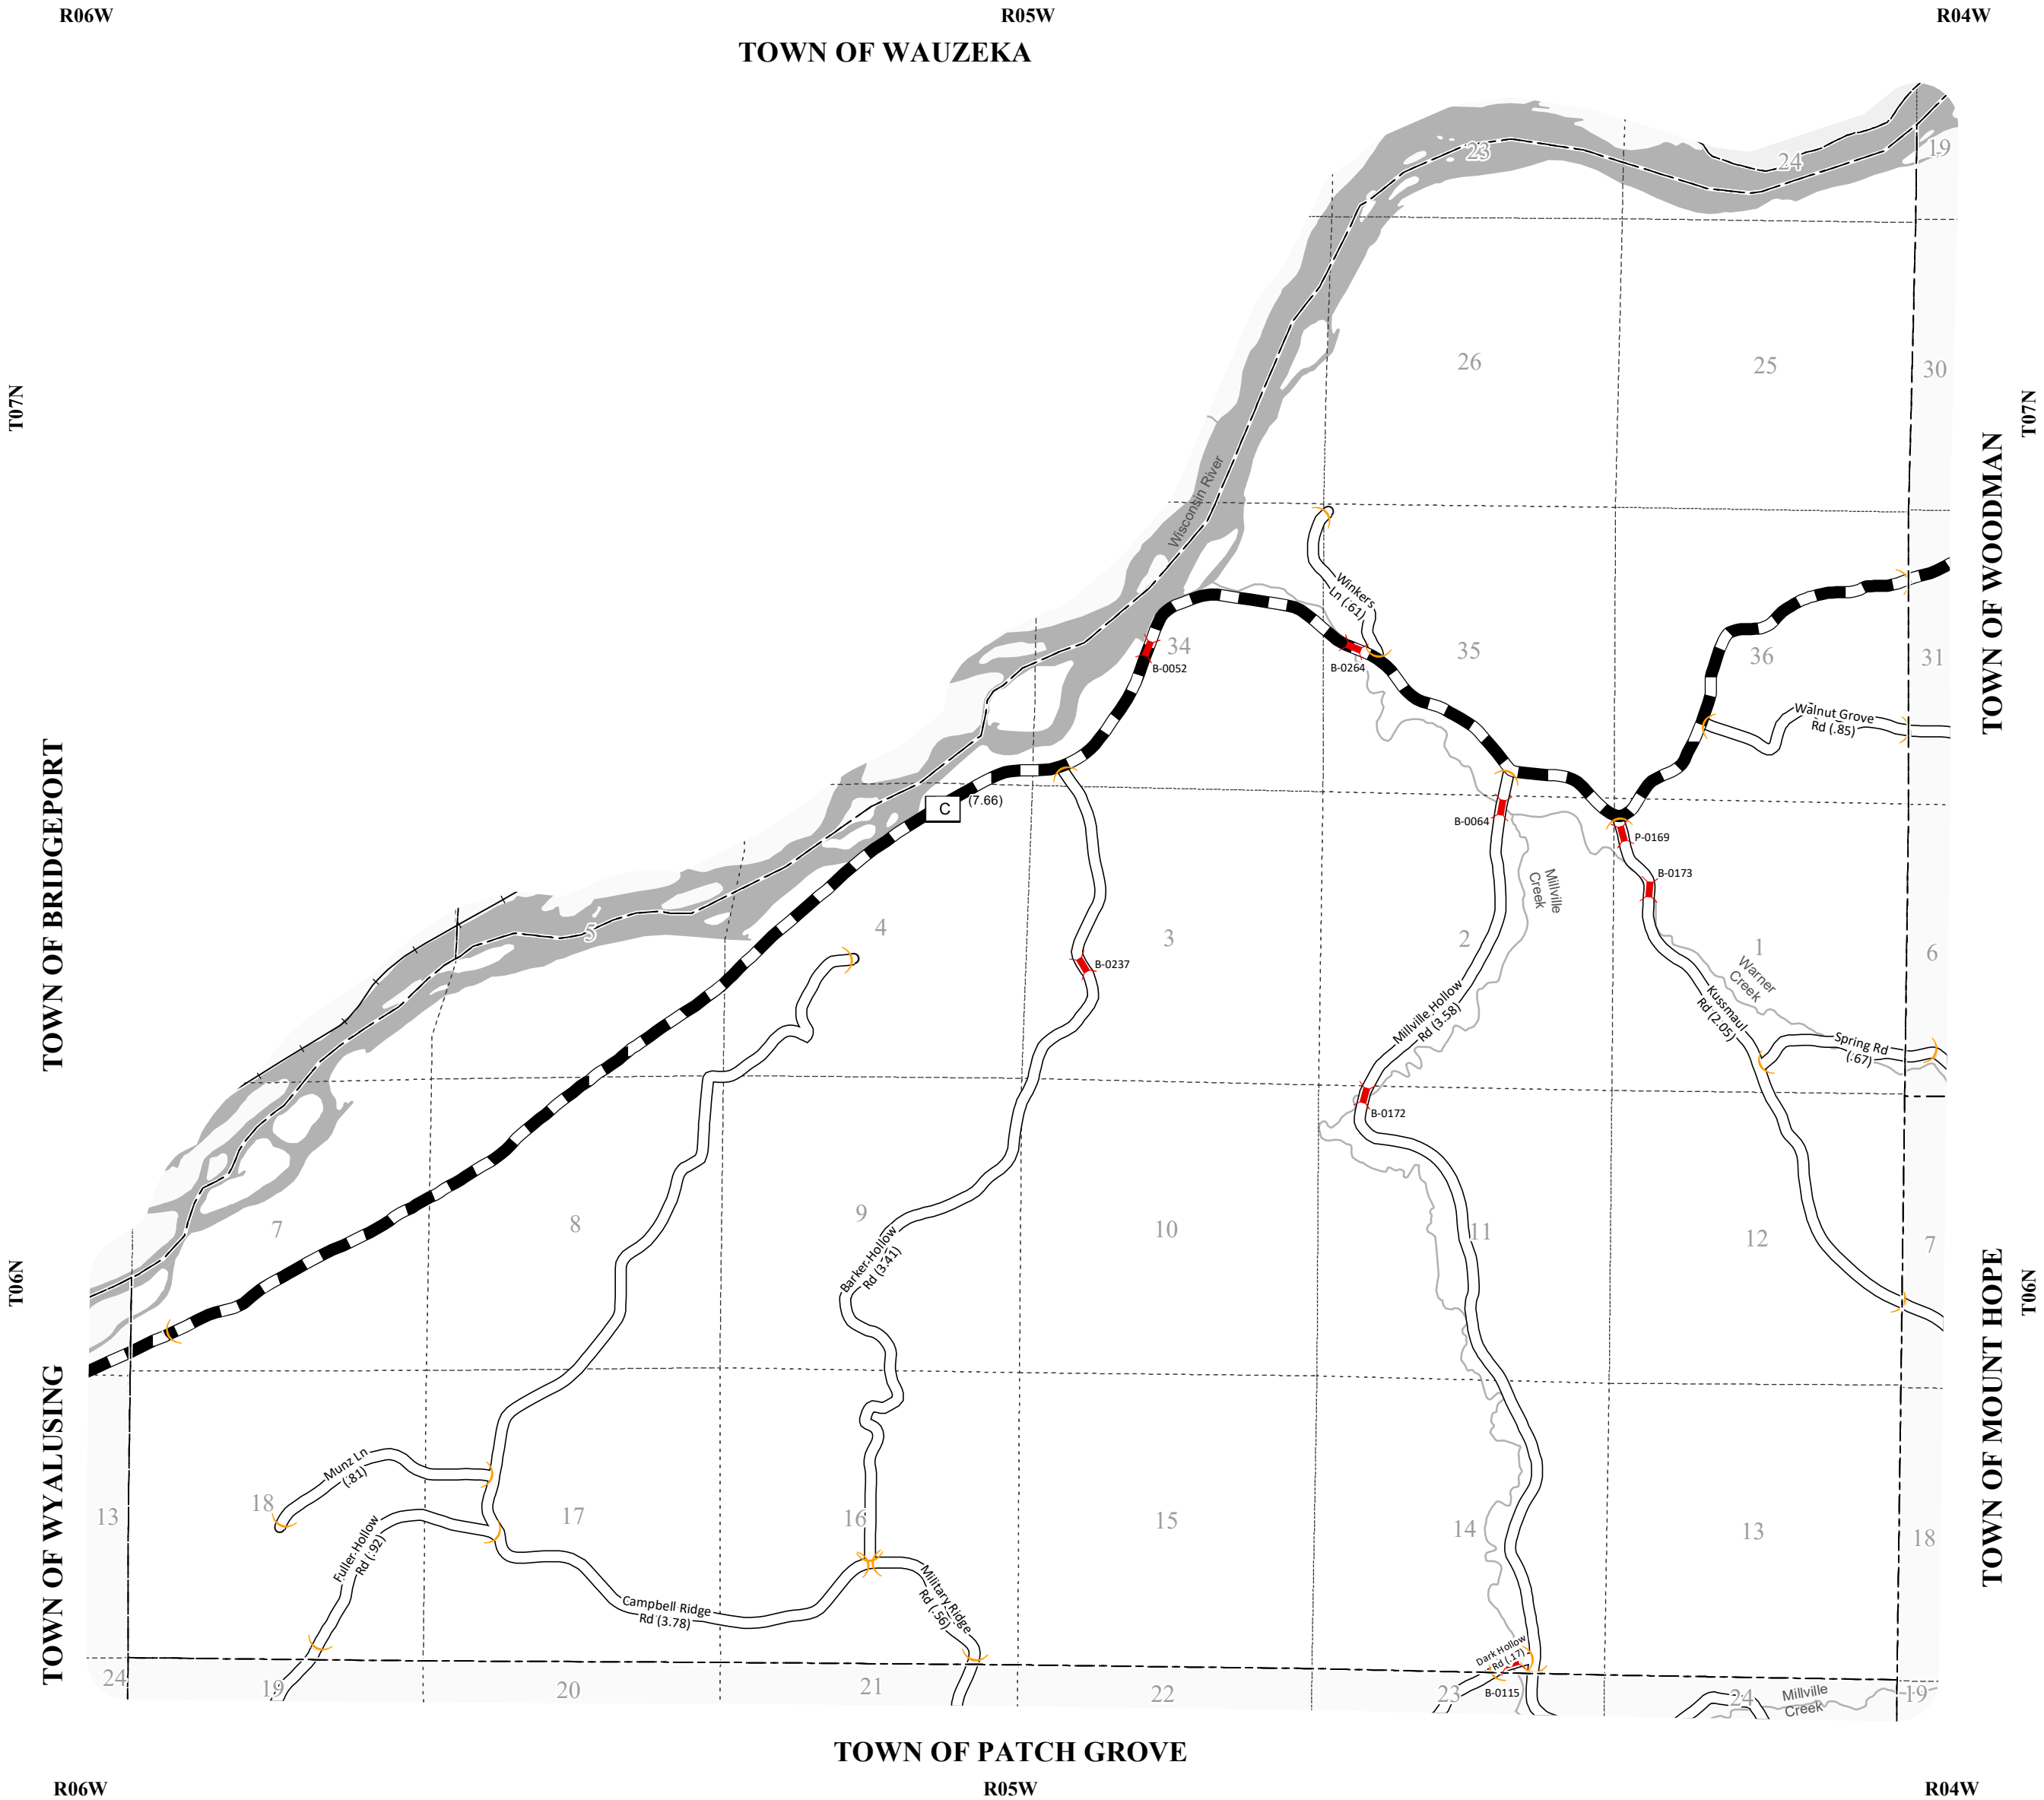 R06W
R05W
R04W
TOWN OF WAUZEKA
23
24
19
26
25
30
T07N
T07N
Wisconsin River
TOWN OF WOODMAN
Winkers
Ln (.61)
34
35
36
31
B-0052
B-0264
Walnut Grove
Rd (.85)
C
(7.66)
B-0064
P-0169
B-0173
TOWN OF BRIDGEPORT
Millville
Creek
5
4
3
2
1
6
B-0237
Warner
Creek
Millville Hollow
Rd (3.58)
Kussmaul
Rd (2.05)
Spring Rd
(.67)
B-0172
7
8
9
10
11
12
7
Barker Hollow
Rd (3.41)
T06N
T06N
TOWN OF MOUNT HOPE
TOWN OF WYALUSING
Munz Ln
(.81)
13
18
17
16
15
14
13
18
Fuller Hollow
Rd (.92)
Campbell Ridge
Rd (3.78)
Military Ridge
Rd (.56)
Dark Hollow
Rd (.17)
B-0115
24
19
20
21
22
23
24
19
Millville
Creek
TOWN OF PATCH GROVE
R06W
R05W
R04W